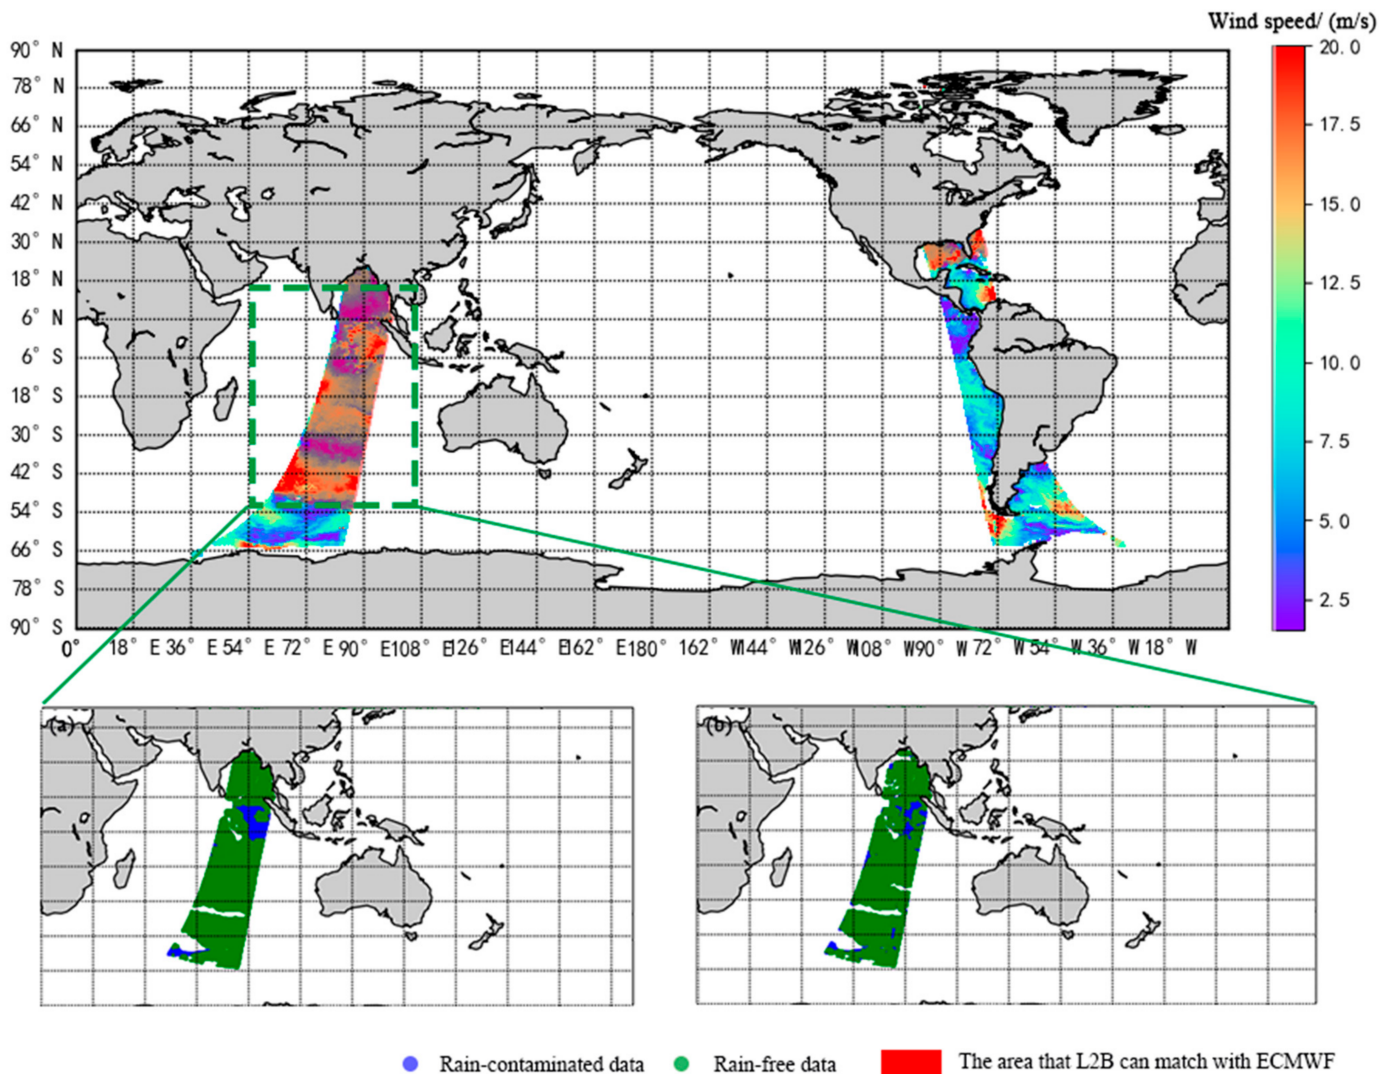 Wind speed/ (m/s)
90° N
78° N
66° N
54° N
42° N
30° N
18° N
6° N
6° S
18° S
30° S
42° S
54° S
66° S
78° S
90° S
0° 18° E 36° E 54° E 72° E 90° E108° E126° E144° E162° E180° 162° W144° W126° W108° W90° W 72° W 54° W 36° W 18° W
20.0
17.5
15.0
12.5
10.0
7.5
5.0
2.5
(a)
(b)
Rain-contaminated data Rain-free data The area that L2B can match with ECMWF